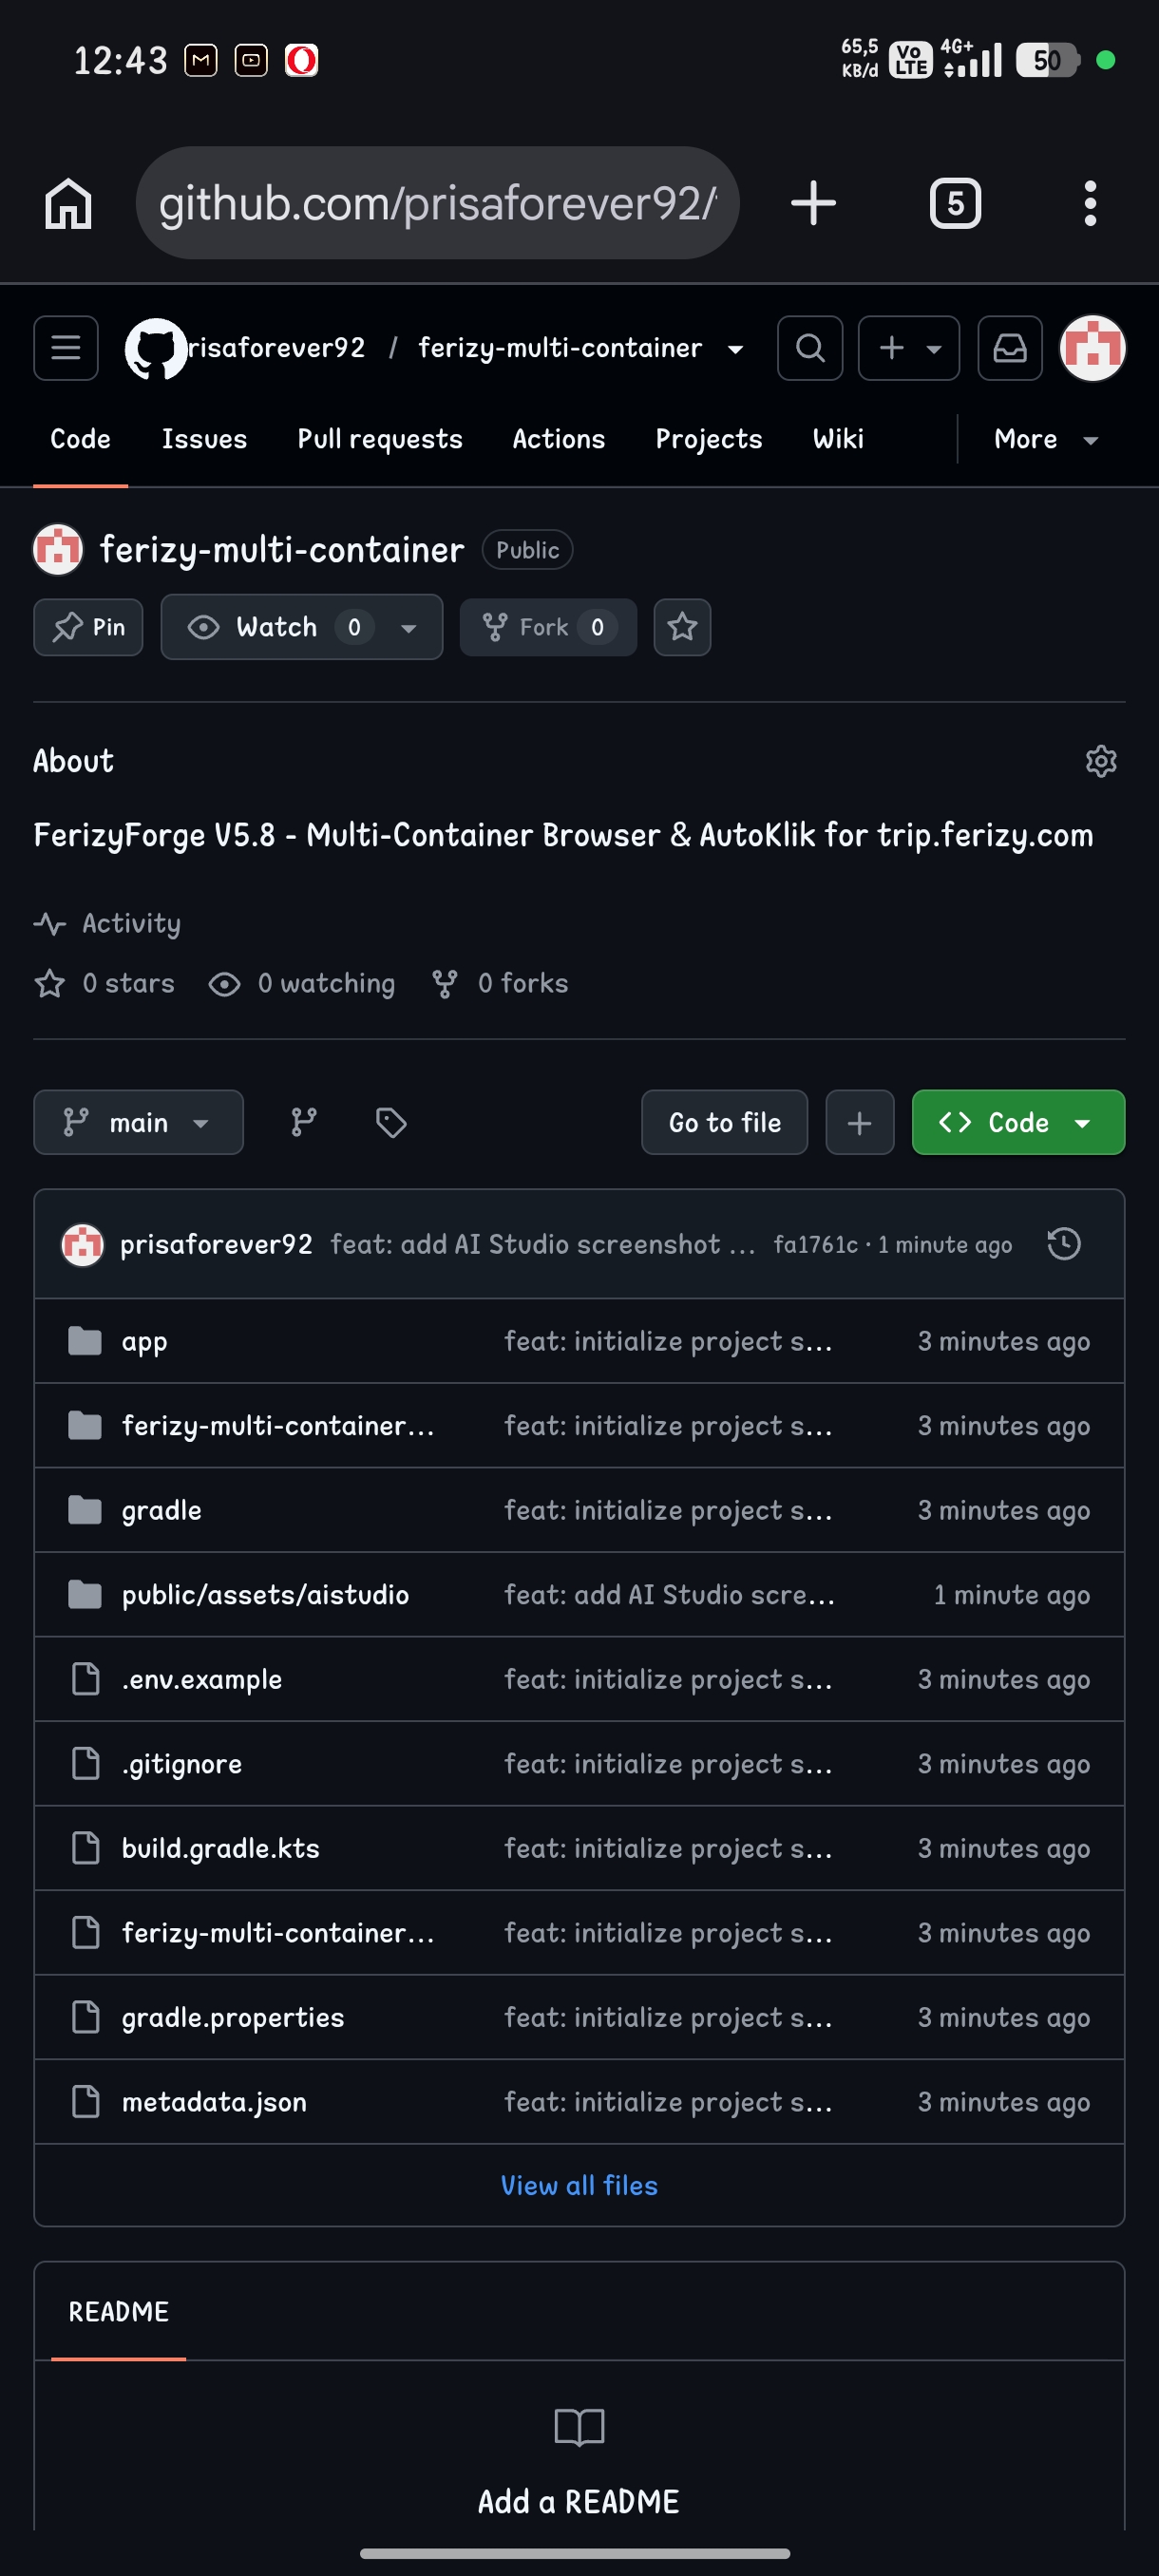 12:43
65,5 KB/d Vo LTE 4G+ 50
github.com/prisaforever92/
5
risaforever92 / ferizy-multi-container
Code Issues Pull requests Actions Projects Wiki More
ferizy-multi-container Public
Pin Watch 0 Fork 0
About
FerizyForge V5.8 - Multi-Container Browser & AutoKlik for trip.ferizy.com
Activity
0 stars 0 watching 0 forks
main Go to file Code
prisaforever92 feat: add AI Studio screenshot ... fa1761c · 1 minute ago
app feat: initialize project s... 3 minutes ago
ferizy-multi-container... feat: initialize project s... 3 minutes ago
gradle feat: initialize project s... 3 minutes ago
public/assets/aistudio feat: add AI Studio scre... 1 minute ago
.env.example feat: initialize project s... 3 minutes ago
.gitignore feat: initialize project s... 3 minutes ago
build.gradle.kts feat: initialize project s... 3 minutes ago
ferizy-multi-container... feat: initialize project s... 3 minutes ago
gradle.properties feat: initialize project s... 3 minutes ago
metadata.json feat: initialize project s... 3 minutes ago
View all files
README
Add a README